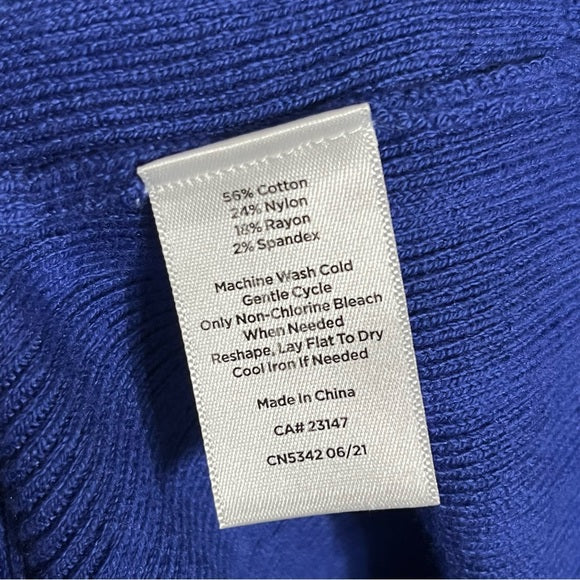 56% Cotton
24% Nylon
18% Rayon
2% Spandex
Machine Wash Cold
Gentle Cycle
Only Non-Chlorine Bleach
When Needed
Reshape, Lay Flat To Dry
Cool Iron If Needed
Made In China
CA# 23147
CN5342 06/21